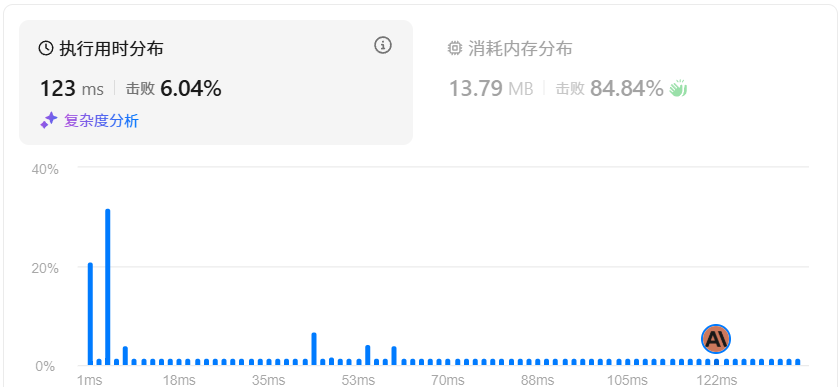 执行用时分布
123 ms 击败 6.04%
复杂度分析
消耗内存分布
13.79 MB 击败 84.84%
40%
20%
0%
1ms 18ms 35ms 53ms 70ms 88ms 105ms 122ms